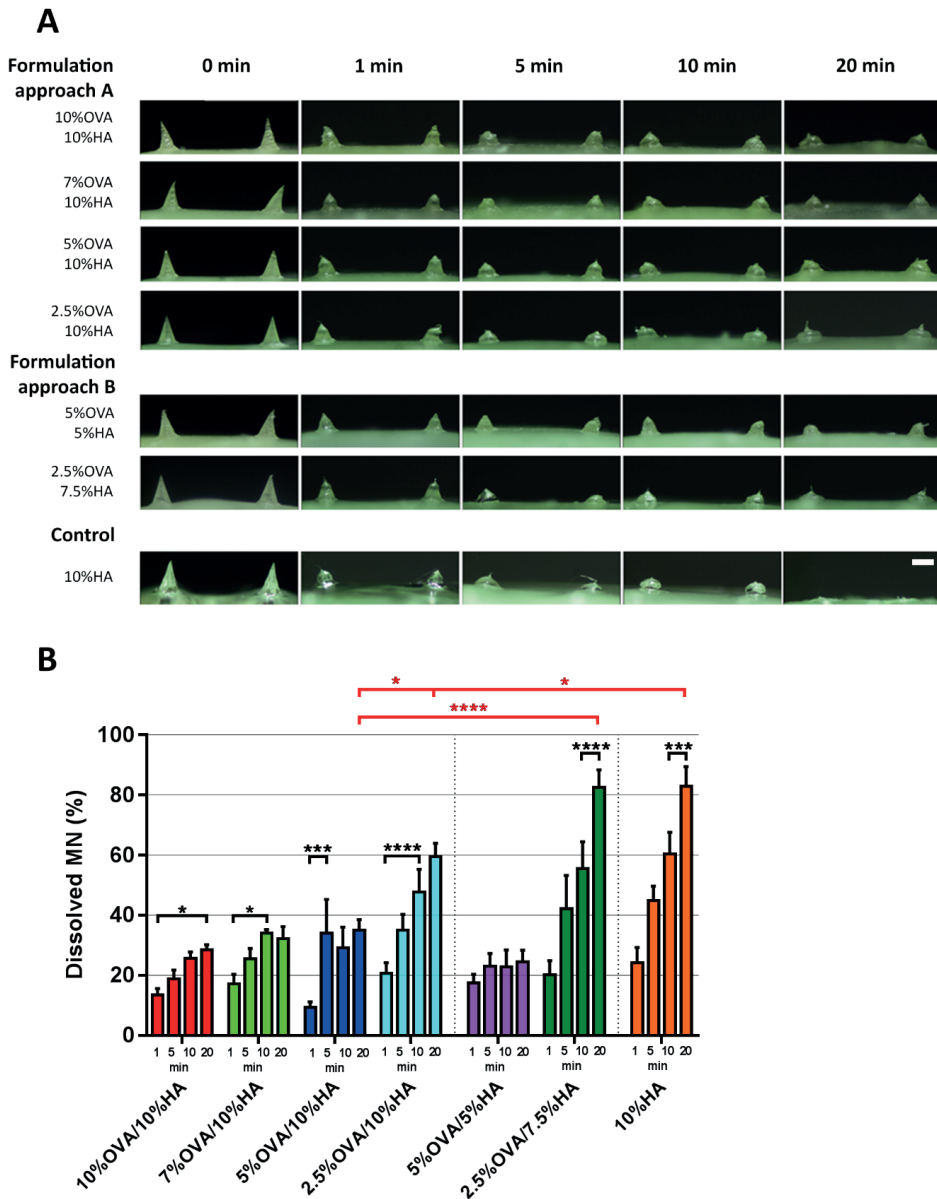 A
Formulation
approach A
0 min
1 min
5 min
10 min
20 min
10%OVA
10%HA
7%OVA
10%HA
5%OVA
10%HA
2.5%OVA
10%HA
Formulation
approach B
5%OVA
5%HA
2.5%OVA
7.5%HA
Control
10%HA
B
* *
****
**** ***
*** ****
* *
Dissolved MN (%)
100
80
60
40
20
0
1 5 10 20 1 5 10 20 1 5 10 20 1 5 10 20 1 5 10 20 1 5 10 20 1 5 10 20
min min min min min min min
10%OVA/10%HA
7%OVA/10%HA
5%OVA/10%HA
2.5%OVA/10%HA
5%OVA/5%HA
2.5%OVA/7.5%HA
10%HA